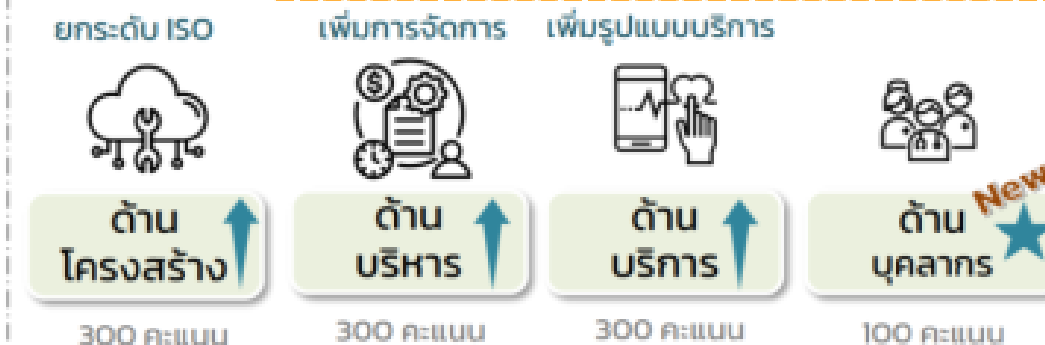 ยกระดับ ISO
เพิ่มการจัดการ
เพิ่มรูปแบบบริการ
$
ด้าน
โครงสร้าง
ด้าน
บริหาร
ด้าน
บริการ
New
ด้าน
บุคลากร
300 คะแนน
300 คะแนน
300 คะแนน
100 คะแนน